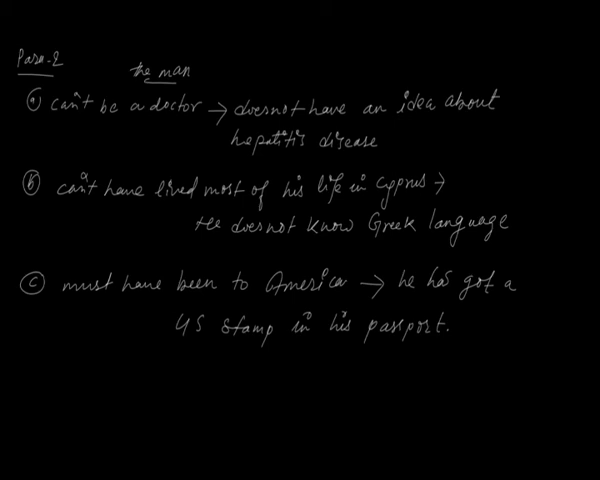 Para-2
the man
(a) can't be a doctor → doesnot have an idea about
hepatitis disease
(b) can't have lived most of his life in Cyprus →
He doesnot know Greek language
(c) must have been to America → he has got a
US stamp in his passport.